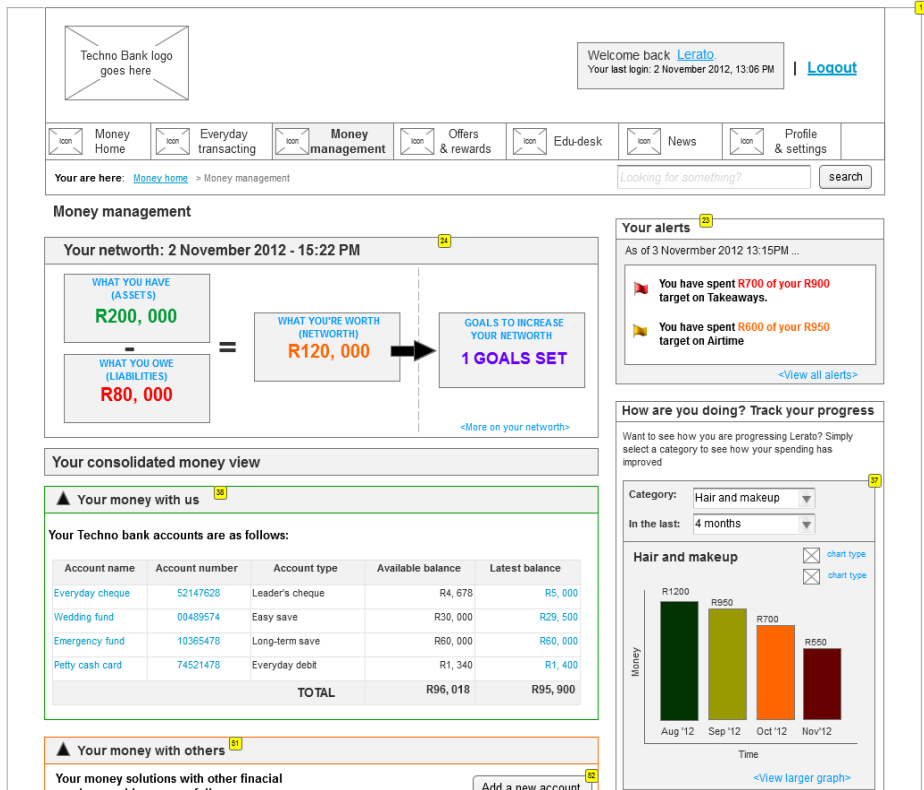 1
Techno Bank logo
goes here
Welcome back Lerato.
Your last login: 2 November 2012, 13:06 PM
| Logout
Icon Money Home
Icon Everyday transacting
Icon Money management
Icon Offers & rewards
Icon Edu-desk
Icon News
Icon Profile & settings
You are here: Money home > Money management
Looking for something? search
Money management
Your networth: 2 November 2012 - 15:22 PM 24
WHAT YOU HAVE
(ASSETS)
R200, 000
-
WHAT YOU OWE
(LIABILITIES)
R80, 000
=
WHAT YOU'RE WORTH
(NETWORTH)
R120, 000
GOALS TO INCREASE
YOUR NETWORTH
1 GOALS SET
<More on your networth>
Your consolidated money view
Your money with us 38
Your Techno bank accounts are as follows:
Account name Account number Account type Available balance Latest balance
Everyday cheque 52147628 Leader's cheque R4, 678 R5, 000
Wedding fund 00489574 Easy save R30, 000 R29, 500
Emergency fund 10365478 Long-term save R60, 000 R60, 000
Petty cash card 74521478 Everyday debit R1, 340 R1, 400
TOTAL R96, 018 R95, 900
Your money with others 51
Your money solutions with other finacial
52
Add a new account
Your alerts 23
As of 3 Novermber 2012 13:15PM ...
You have spent R700 of your R900
target on Takeaways.
You have spent R600 of your R950
target on Airtime
<View all alerts>
How are you doing? Track your progress
Want to see how you are progressing Lerato? Simply
select a category to see how your spending has
improved
37
Category: Hair and makeup
In the last: 4 months
Hair and makeup
chart type
chart type
R1200
R950
R700
R550
Money
Aug '12 Sep '12 Oct '12 Nov'12
Time
<View larger graph>